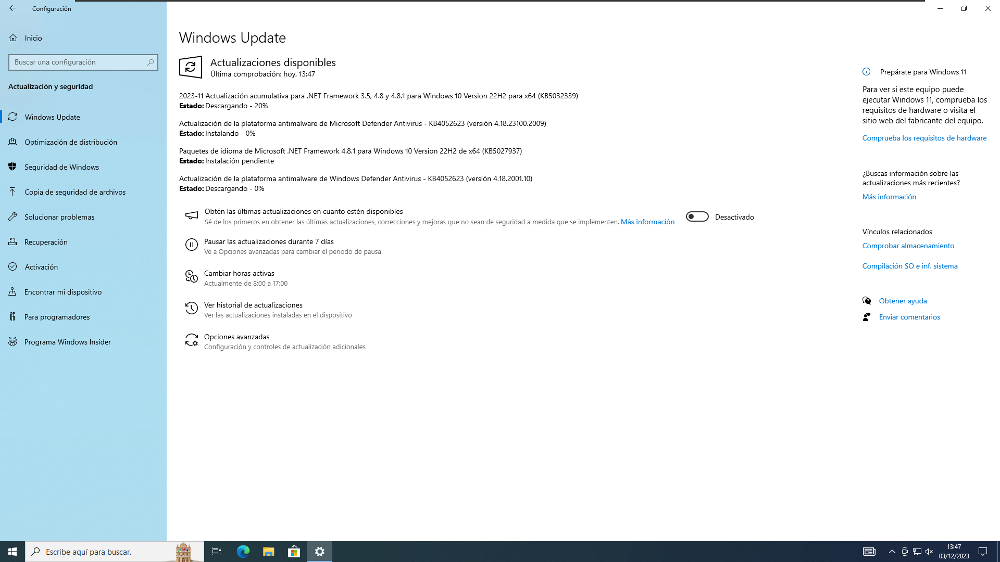 Configuración
Inicio
Buscar una configuración
Actualización y seguridad
Windows Update
Optimización de distribución
Seguridad de Windows
Copia de seguridad de archivos
Solucionar problemas
Recuperación
Activación
Encontrar mi dispositivo
Para programadores
Programa Windows Insider
Windows Update
Actualizaciones disponibles
Última comprobación: hoy, 13:47
2023-11 Actualización acumulativa para .NET Framework 3.5, 4.8 y 4.8.1 para Windows 10 Version 22H2 para x64 (KB5032339)
Estado: Descargando - 20%
Actualización de la plataforma antimalware de Microsoft Defender Antivirus - KB4052623 (versión 4.18.23100.2009)
Estado: Instalando - 0%
Paquetes de idioma de Microsoft .NET Framework 4.8.1 para Windows 10 Version 22H2 de x64 (KB5027937)
Estado: Instalación pendiente
Actualización de la plataforma antimalware de Windows Defender Antivirus - KB4052623 (versión 4.18.2001.10)
Estado: Descargando - 0%
Obtén las últimas actualizaciones en cuanto estén disponibles
Sé de los primeros en obtener las últimas actualizaciones, correcciones y mejoras que no sean de seguridad a medida que se implementen. Más información
Desactivado
Pausar las actualizaciones durante 7 días
Ve a Opciones avanzadas para cambiar el periodo de pausa
Cambiar horas activas
Actualmente de 8:00 a 17:00
Ver historial de actualizaciones
Ver las actualizaciones instaladas en el dispositivo
Opciones avanzadas
Configuración y controles de actualización adicionales
Prepárate para Windows 11
Para ver si este equipo puede
ejecutar Windows 11, comprueba los
requisitos de hardware o visita el
sitio web del fabricante del equipo.
Comprueba los requisitos de hardware
¿Buscas información sobre las
actualizaciones más recientes?
Más información
Vínculos relacionados
Comprobar almacenamiento
Compilación SO e inf. sistema
Obtener ayuda
Enviar comentarios
Escribe aquí para buscar.
13:47
03/12/2023